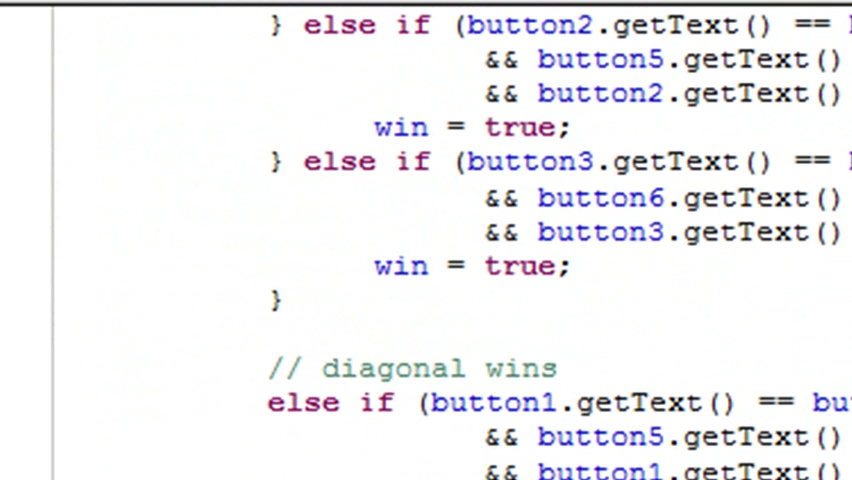 } else if (button2.getText() ==
&& button5.getText()
&& button2.getText()
win = true;
} else if (button3.getText() ==
&& button6.getText()
&& button3.getText()
win = true;
}
// diagonal wins
else if (button1.getText() == bu
&& button5.getText()
&& button1.getText()